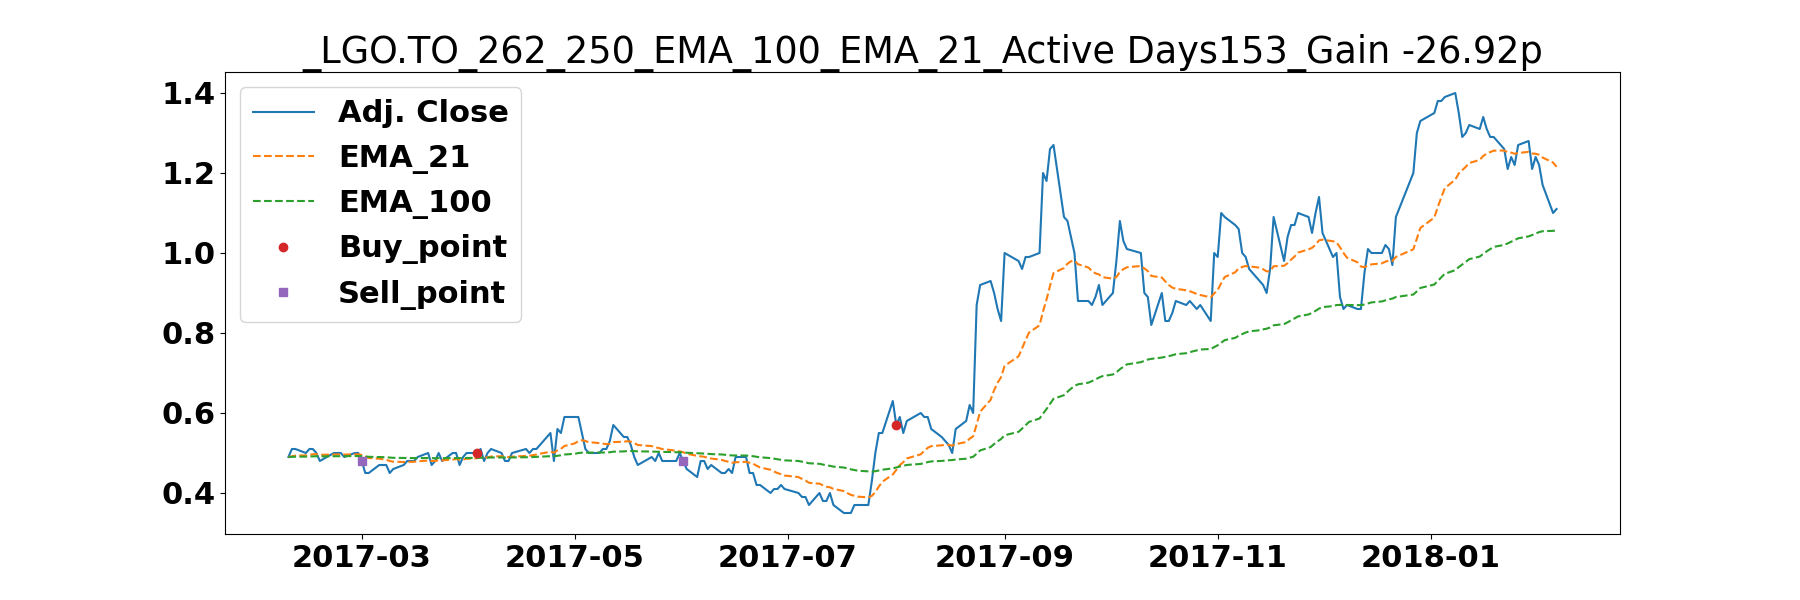 _LGO.TO_262_250_EMA_100_EMA_21_Active Days153_Gain -26.92p
1.4
1.2
1.0
0.8
0.6
0.4
Adj. Close
EMA_21
EMA_100
Buy_point
Sell_point
2017-03 2017-05 2017-07 2017-09 2017-11 2018-01